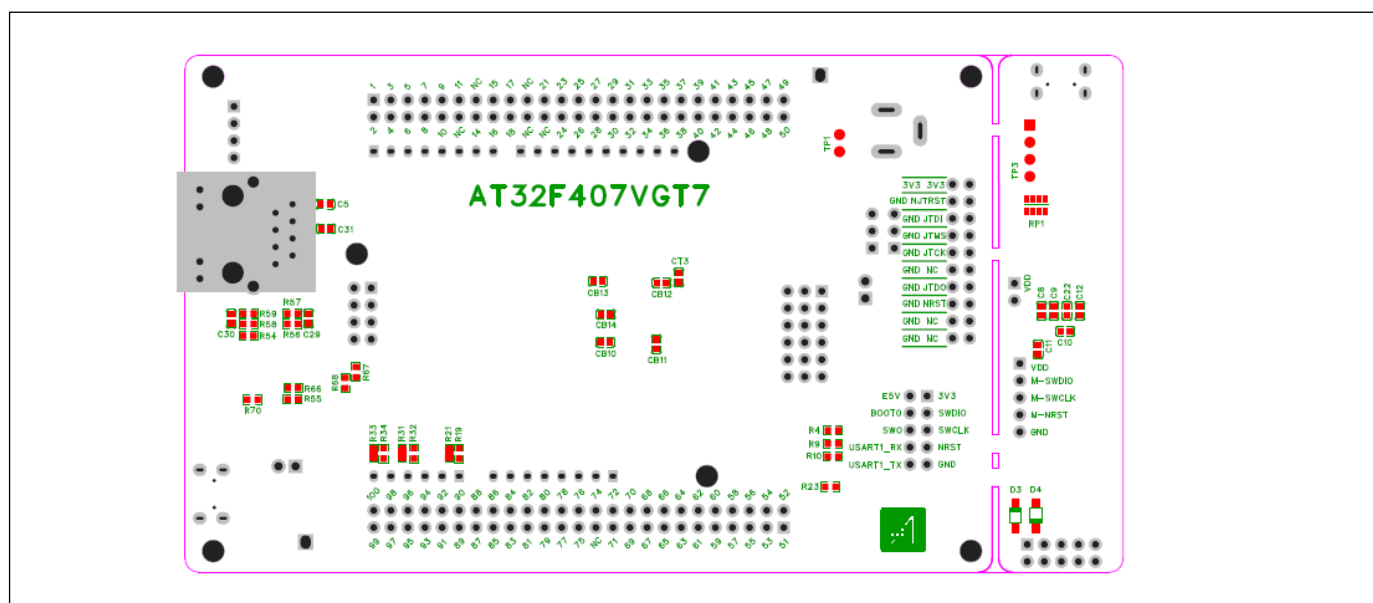 1 3 5 7 9 11 NC 15 17 NC 21 23 25 27 29 31 33 35 37 39 41 43 45 47 49
2 4 6 8 10 NC 14 16 18 NC NC 24 26 28 30 32 34 36 38 40 42 44 46 48 50
TP1
TP3
AT32F407VGT7
3V3 3V3
GND NJTRST
GND JTDI
GND JTMS
GND JTCK
GND NC
GND JTDO
GND NRST
GND NC
GND NC
RP1
C5
C31
CT3
CB13
CB12
CB14
CB10
CB11
VDD
C8
C9
C22
C12
C10
C11
R57
R59
R58
R54
C30
R56
C29
R68
R67
R66
R55
R70
VDD
M-SWDIO
M-SWCLK
M-NRST
GND
E5V 3V3
BOOT0 SWDIO
SWO SWCLK
USART1_RX NRST
USART1_TX GND
R4
R9
R10
R23
R33
R34
R31
R32
R21
R19
D3 D4
100 98 96 94 92 90 88 86 84 82 80 78 76 74 72 70 68 66 64 62 60 58 56 54 52
99 97 95 93 91 89 87 85 83 81 79 77 75 NC 71 69 67 65 63 61 59 57 55 53 51